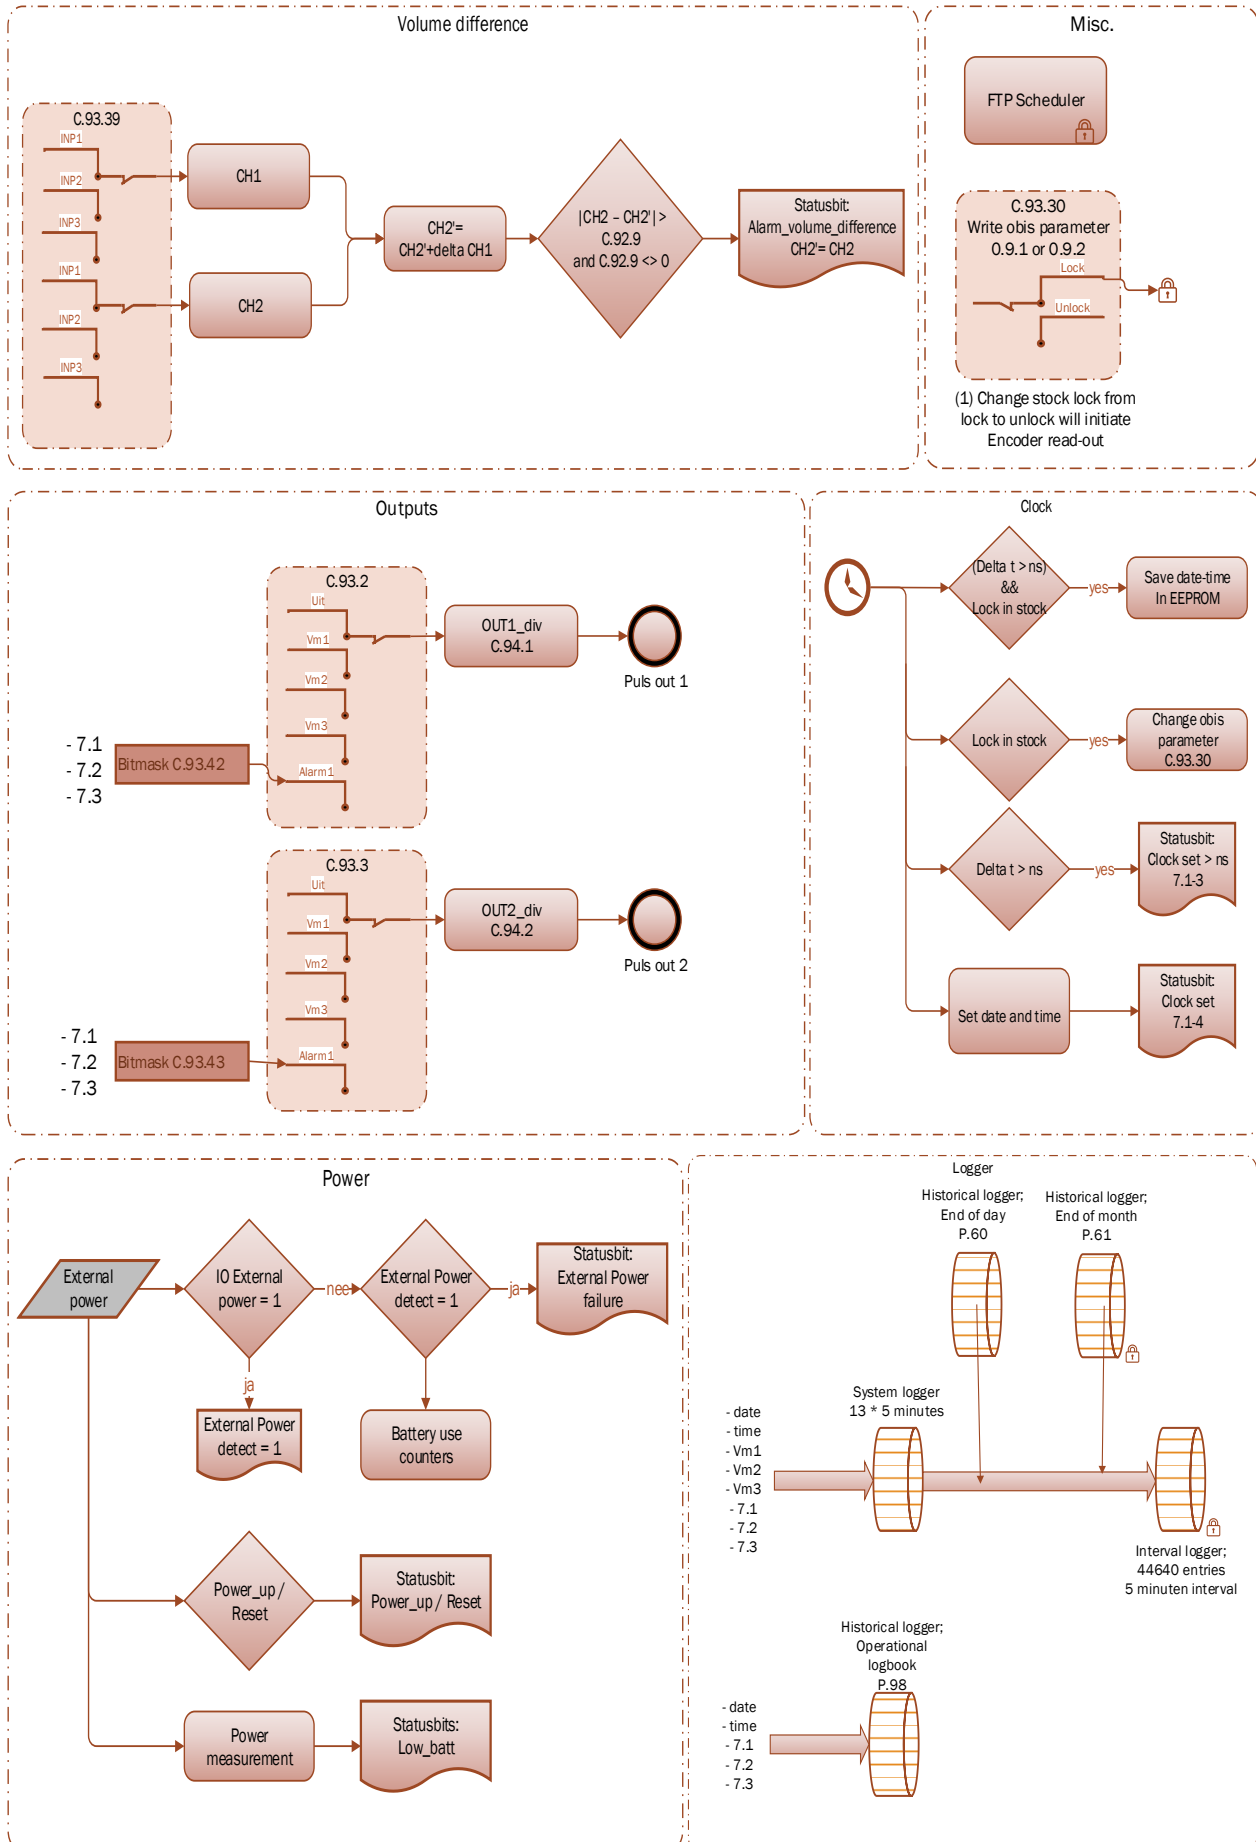 Volume difference
C.93.39
INP1
INP2
INP3
INP1
INP2
INP3
CH1
CH2
CH2'=
CH2'+delta CH1
|CH2 – CH2'| >
C.92.9
and C.92.9 <> 0
Statusbit:
Alarm_volume_difference
CH2'= CH2
Misc.
FTP Scheduler
C.93.30
Write obis parameter
0.9.1 or 0.9.2
Lock
Unlock
(1) Change stock lock from
lock to unlock will initiate
Encoder read-out
Outputs
C.93.2
Uit
Vm1
Vm2
Vm3
Alarm1
- 7.1
- 7.2
- 7.3
Bitmask C.93.42
OUT1_div
C.94.1
Puls out 1
C.93.3
Uit
Vm1
Vm2
Vm3
Alarm1
- 7.1
- 7.2
- 7.3
Bitmask C.93.43
OUT2_div
C.94.2
Puls out 2
Clock
(Delta t > ns)
&&
Lock in stock
yes
Save date-time
In EEPROM
Lock in stock
yes
Change obis
parameter
C.93.30
Delta t > ns
yes
Statusbit:
Clock set > ns
7.1-3
Set date and time
Statusbit:
Clock set
7.1-4
Power
External
power
IO External
power = 1
nee
External Power
detect = 1
ja
Statusbit:
External Power
failure
ja
External Power
detect = 1
Battery use
counters
Power_up /
Reset
Statusbit:
Power_up / Reset
Power
measurement
Statusbits:
Low_batt
Logger
Historical logger;
End of day
P.60
Historical logger;
End of month
P.61
System logger
13 * 5 minutes
- date
- time
- Vm1
- Vm2
- Vm3
- 7.1
- 7.2
- 7.3
Interval logger;
44640 entries
5 minuten interval
Historical logger;
Operational
logbook
P.98
- date
- time
- 7.1
- 7.2
- 7.3